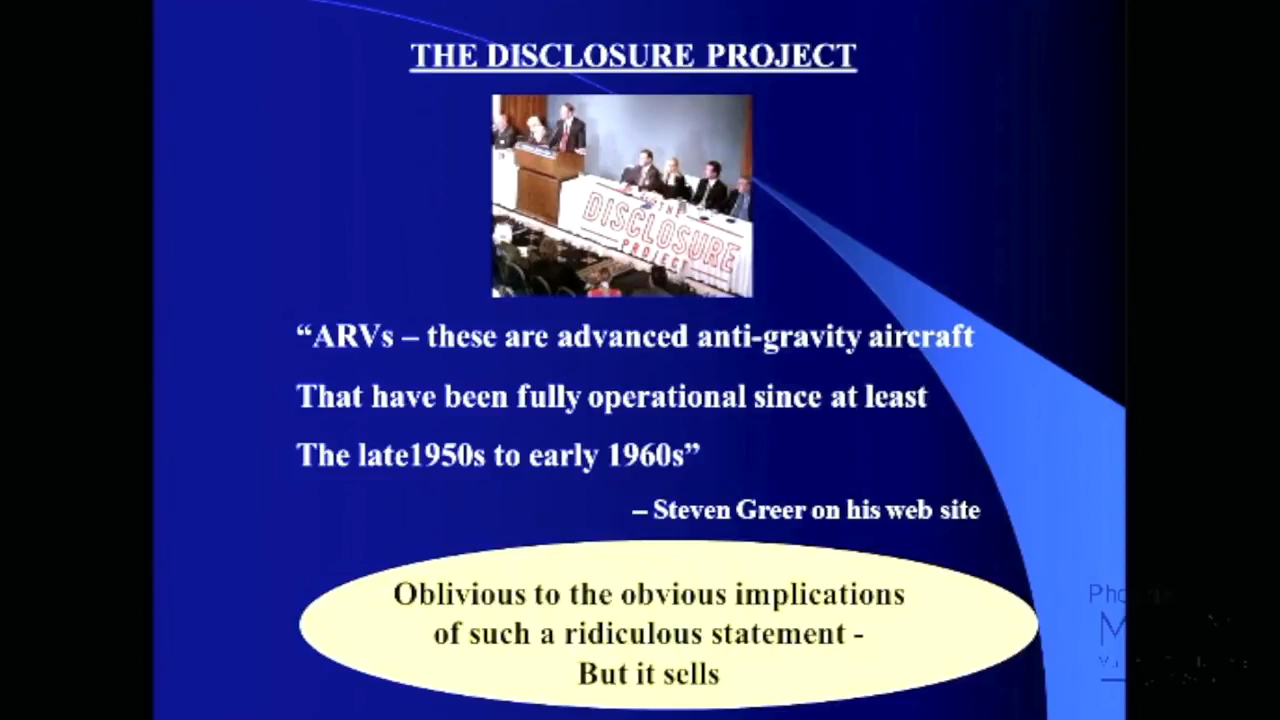 THE DISCLOSURE PROJECT
THE
DISCLOSURE
PROJECT
“ARVs – these are advanced anti-gravity aircraft
That have been fully operational since at least
The late1950s to early 1960s”
– Steven Greer on his web site
Oblivious to the obvious implications
of such a ridiculous statement -
But it sells